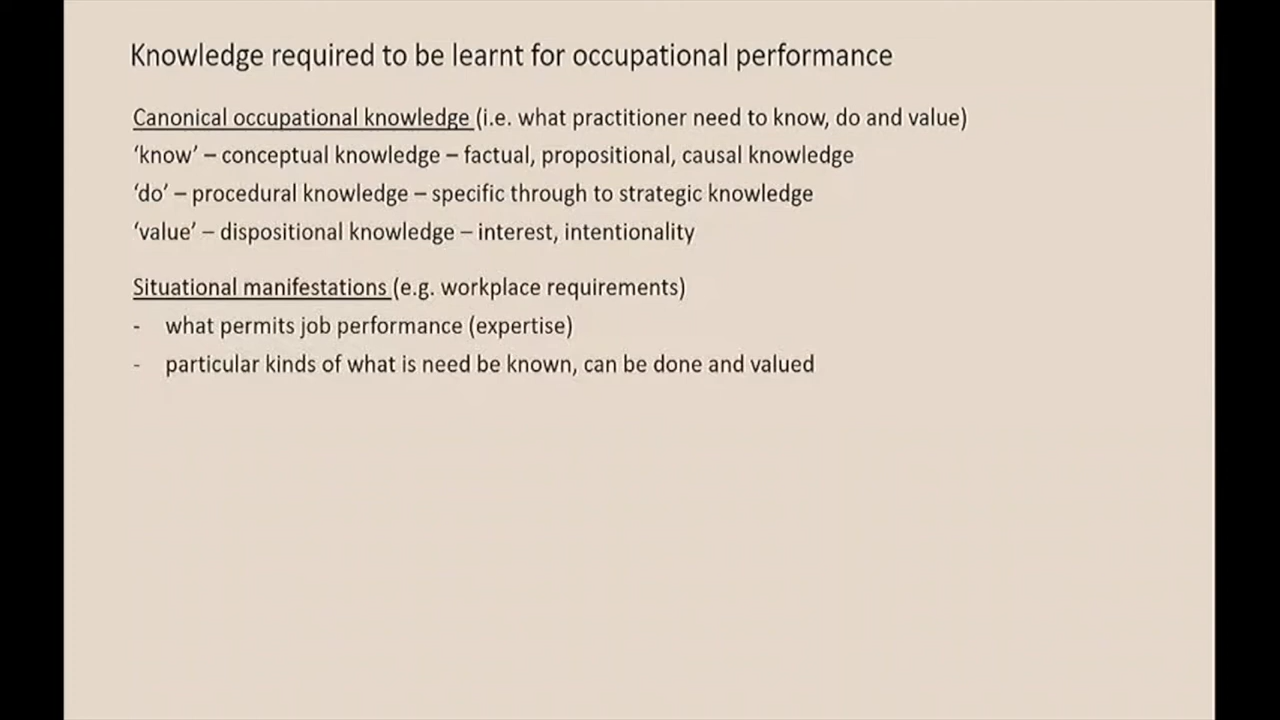 Knowledge required to be learnt for occupational performance
Canonical occupational knowledge (i.e. what practitioner need to know, do and value)
‘know’ – conceptual knowledge – factual, propositional, causal knowledge
‘do’ – procedural knowledge – specific through to strategic knowledge
‘value’ – dispositional knowledge – interest, intentionality
Situational manifestations (e.g. workplace requirements)
- what permits job performance (expertise)
- particular kinds of what is need be known, can be done and valued